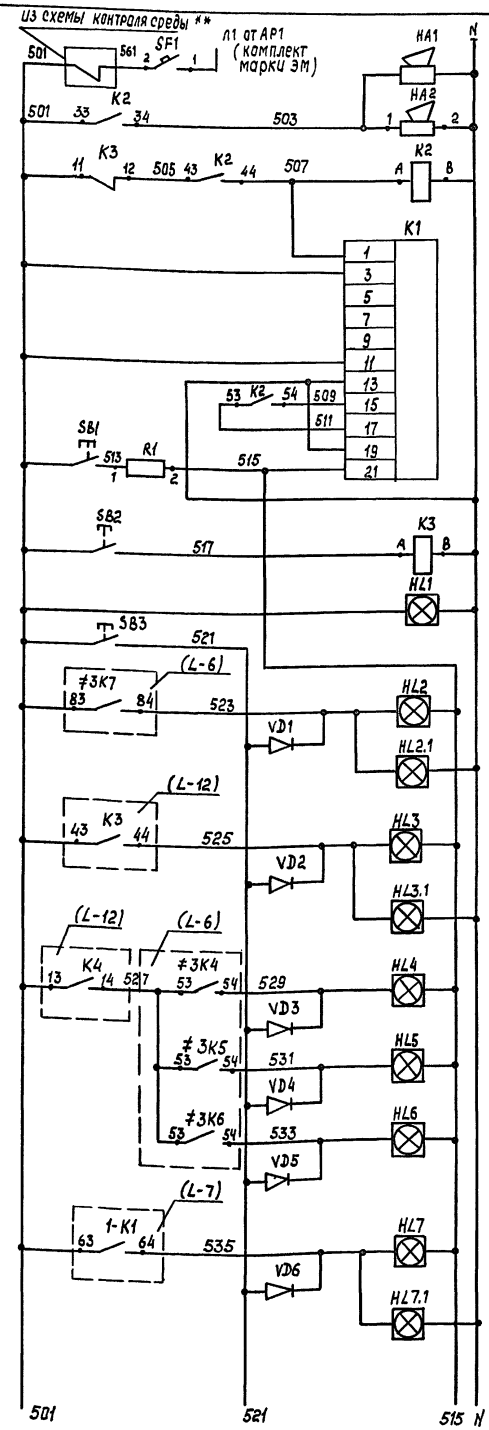 из схемы контроля среды **
501
561
2
SF1
1
л1 от АР1
(комплект
марки ЭМ)
HA1
N
501
33
K2
34
503
1
HA2
2
K3
11
12
505
43
K2
44
507
A
K2
B
K1
1
3
5
7
9
11
13
53
K2
54
509
15
511
17
19
SB1
513
1
R1
2
515
21
SB2
517
A
K3
B
HL1
SB3
521
(L-6)
≠3K7
83
84
523
VD1
HL2
HL2.1
(L-12)
K3
43
44
525
VD2
HL3
HL3.1
(L-12)
(L-6)
K4
13
14
527
≠3K4
53
54
529
VD3
HL4
≠3K5
53
54
531
VD4
HL5
≠3K6
53
54
533
VD5
HL6
(L-7)
1-K1
63
64
535
VD6
HL7
HL7.1
501
521
515
N